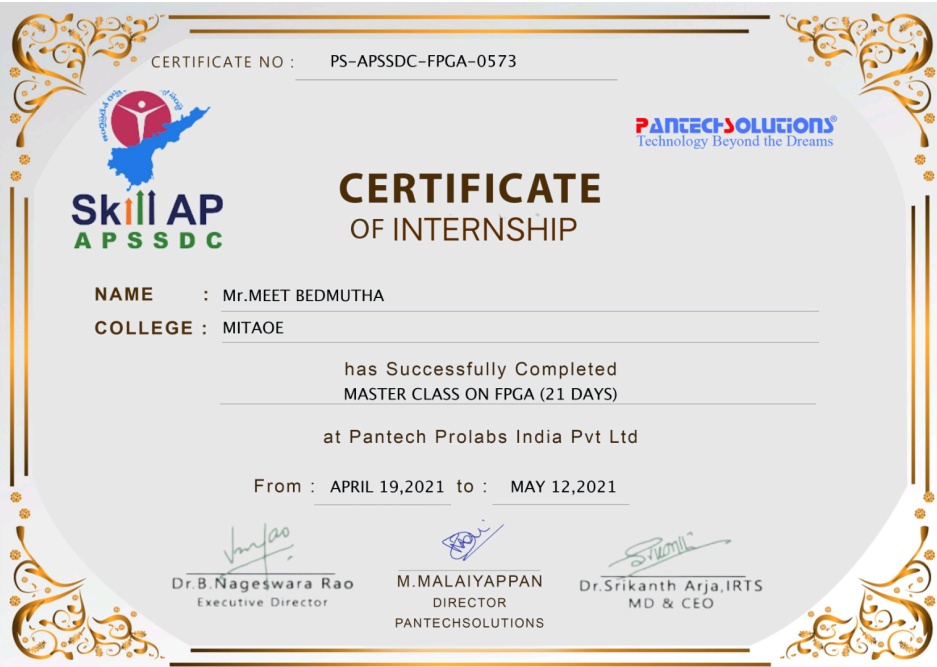 CERTIFICATE NO : PS-APSSDC-FPGA-0573
Skill AP
APSSDC
PANTECHSOLUTIONS®
Technology Beyond the Dreams
CERTIFICATE
OF INTERNSHIP
NAME : Mr.MEET BEDMUTHA
COLLEGE : MITAOE
has Successfully Completed
MASTER CLASS ON FPGA (21 DAYS)
at Pantech Prolabs India Pvt Ltd
From : APRIL 19,2021 to : MAY 12,2021
Dr.B.Nageswara Rao
Executive Director
M.MALAIYAPPAN
DIRECTOR
PANTECHSOLUTIONS
Dr.Srikanth Arja,IRTS
MD & CEO